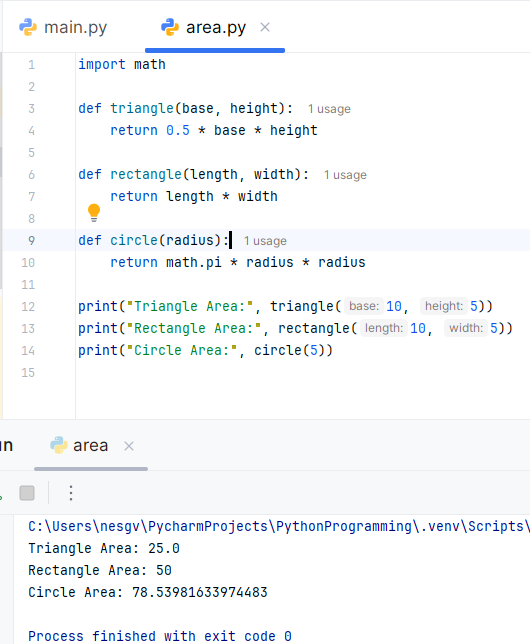 main.py area.py
1 import math
2
3 def triangle(base, height): 1 usage
4     return 0.5 * base * height
5
6 def rectangle(length, width): 1 usage
7     return length * width
8
9 def circle(radius): 1 usage
10     return math.pi * radius * radius
11
12 print("Triangle Area:", triangle( base: 10, height: 5))
13 print("Rectangle Area:", rectangle( length: 10, width: 5))
14 print("Circle Area:", circle(5))
15
un area
C:\Users\nesgv\PycharmProjects\PythonProgramming\.venv\Scripts\
Triangle Area: 25.0
Rectangle Area: 50
Circle Area: 78.53981633974483
Process finished with exit code 0